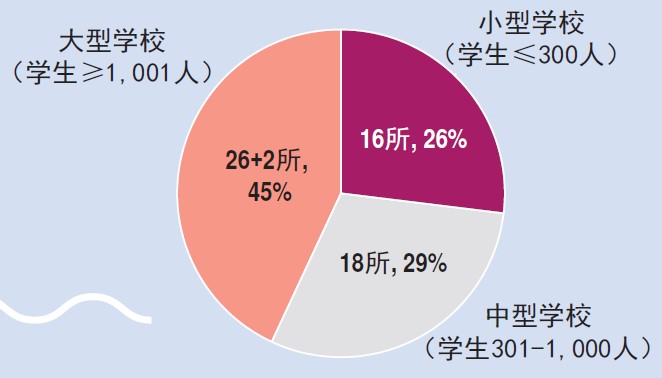 大型学校
（学生≥1,001人）
小型学校
（学生≤300人）
16所, 26%
26+2所,
45%
18所, 29%
中型学校
（学生301-1,000人）